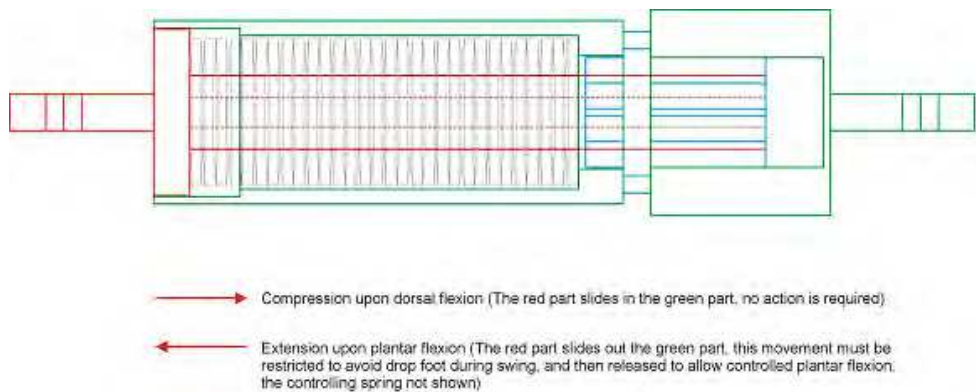 Compression upon dorsal flexion (The red part slides in the green part, no action is required)
Extension upon plantar flexion (The red part slides out the green part, this movement must be
restricted to avoid drop foot during swing, and then released to allow controlled plantar flexion,
the controlling spring not shown)